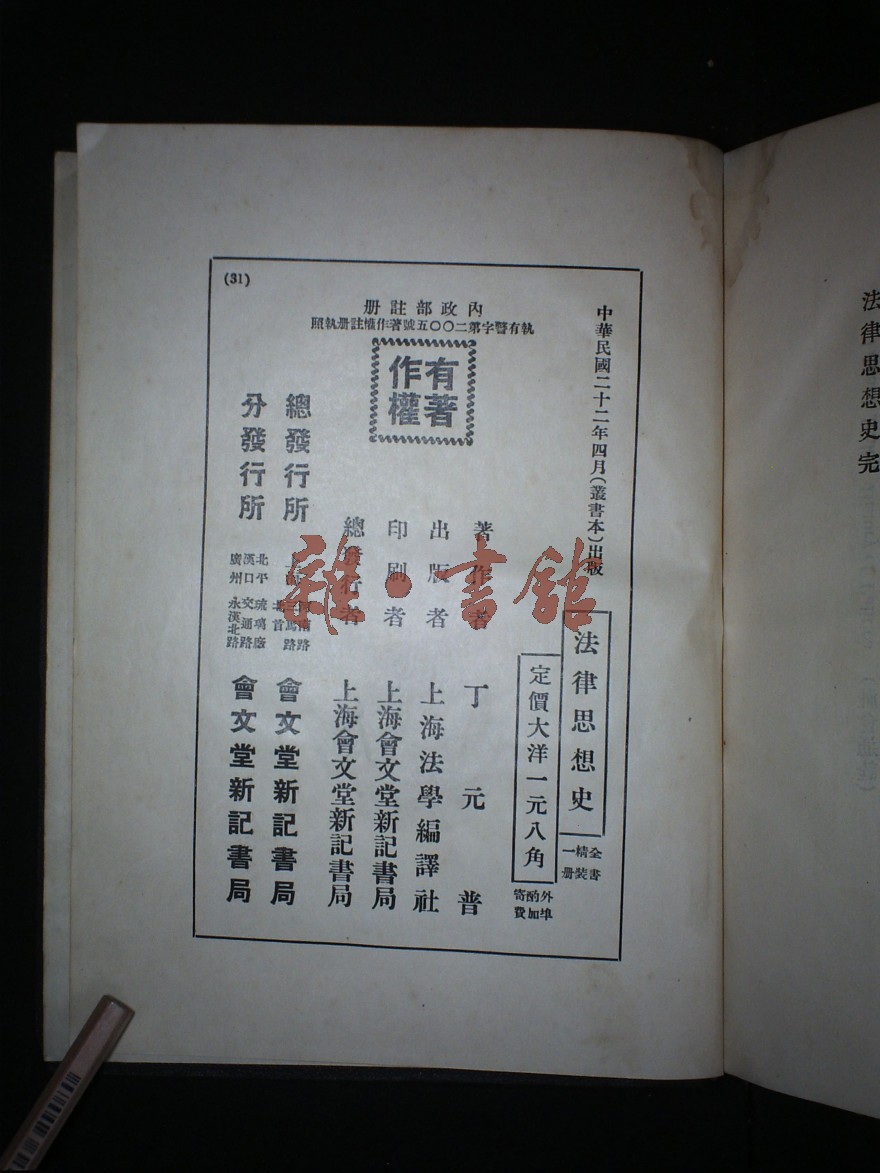 法律思想史完
中華民國二十二年四月(叢書本)出版
法律思想史
全書
精裝
一册
定價大洋一元八角
外埠
酌加
寄費
內政部註册
執有警字第二〇〇五號著作權註册執照
有著
作權
著作者 丁元普
出版者 上海法學編譯社
印刷者 上海會文堂新記書局
總發行者 上海會文堂新記書局
總發行所 會文堂新記書局
分發行所
北平 琉璃廠
漢口 交通路
廣州 永漢北路
會文堂新記書局
(31)
雜·書館